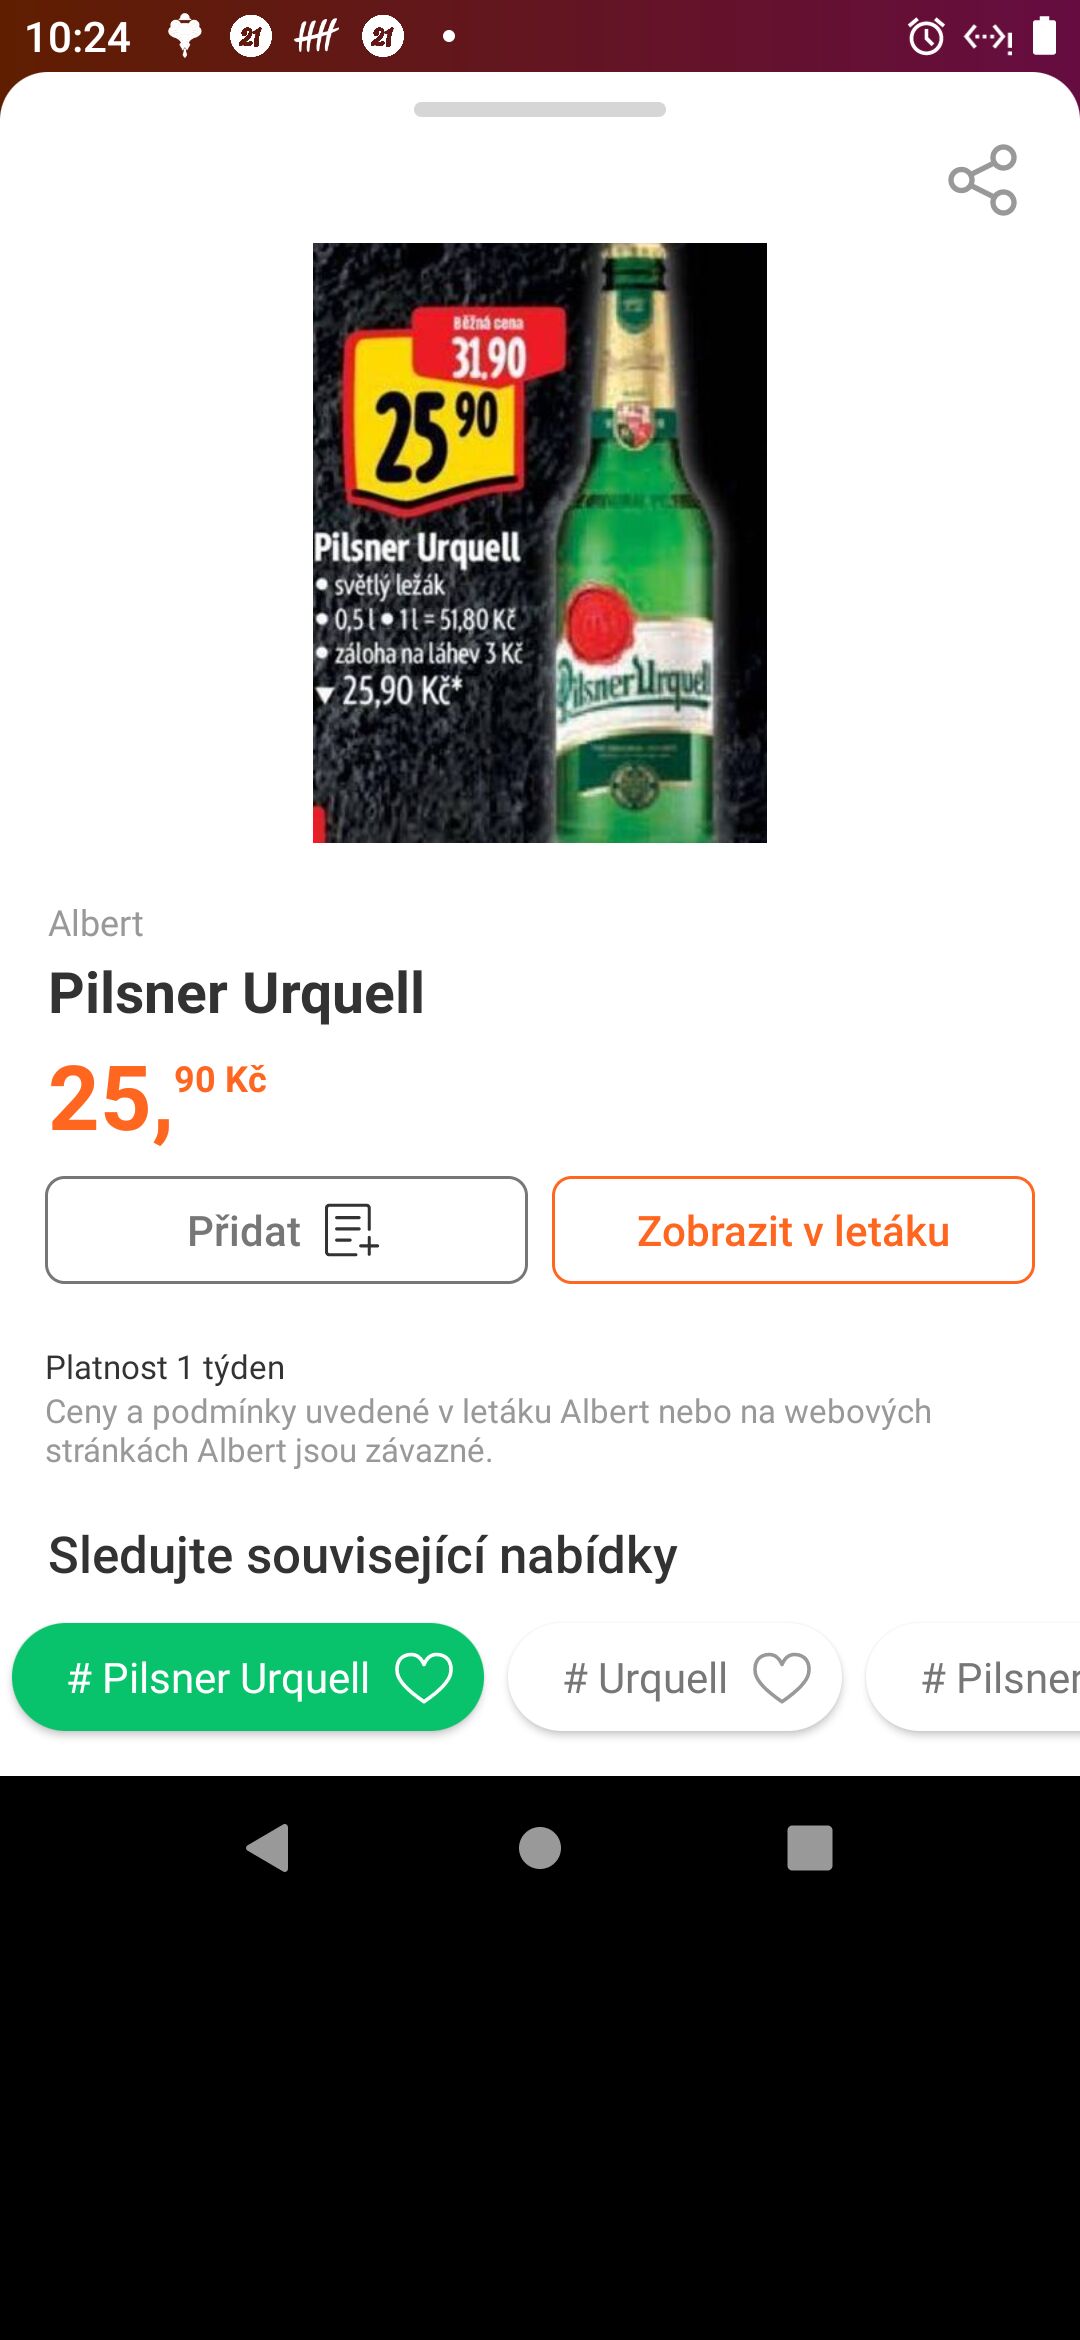 10:24
Běžná cena
31.90
25 90
Pilsner Urquell
• světlý ležák
• 0,5 l • 1 l = 51,80 Kč
• záloha na láhev 3 Kč
▼ 25,90 Kč*
Pilsner Urquell
Albert
Pilsner Urquell
25,90 Kč
Přidat
Zobrazit v letáku
Platnost 1 týden
Ceny a podmínky uvedené v letáku Albert nebo na webových
stránkách Albert jsou závazné.
Sledujte související nabídky
# Pilsner Urquell
# Urquell
# Pilsner